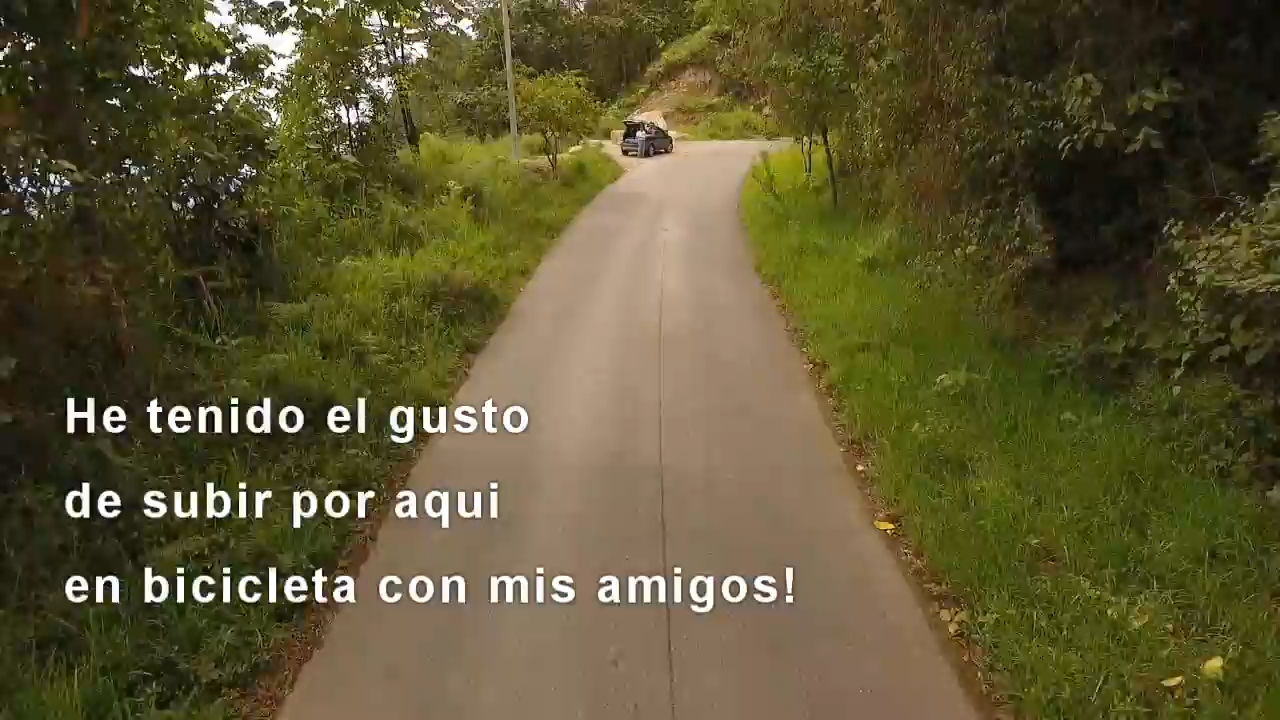 He tenido el gusto
de subir por aqui
en bicicleta con mis amigos!